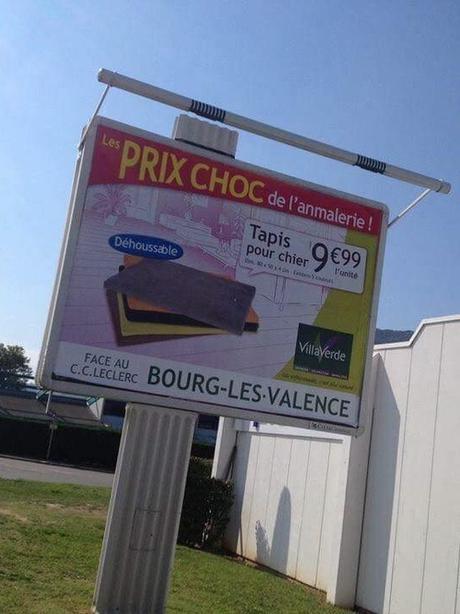 Les PRIX CHOC de l'anmalerie !
Déhoussable
Tapis
pour chier
9€99
l'unité
VillaVerde
FACE AU
C.C.LECLERC
BOURG-LES-VALENCE